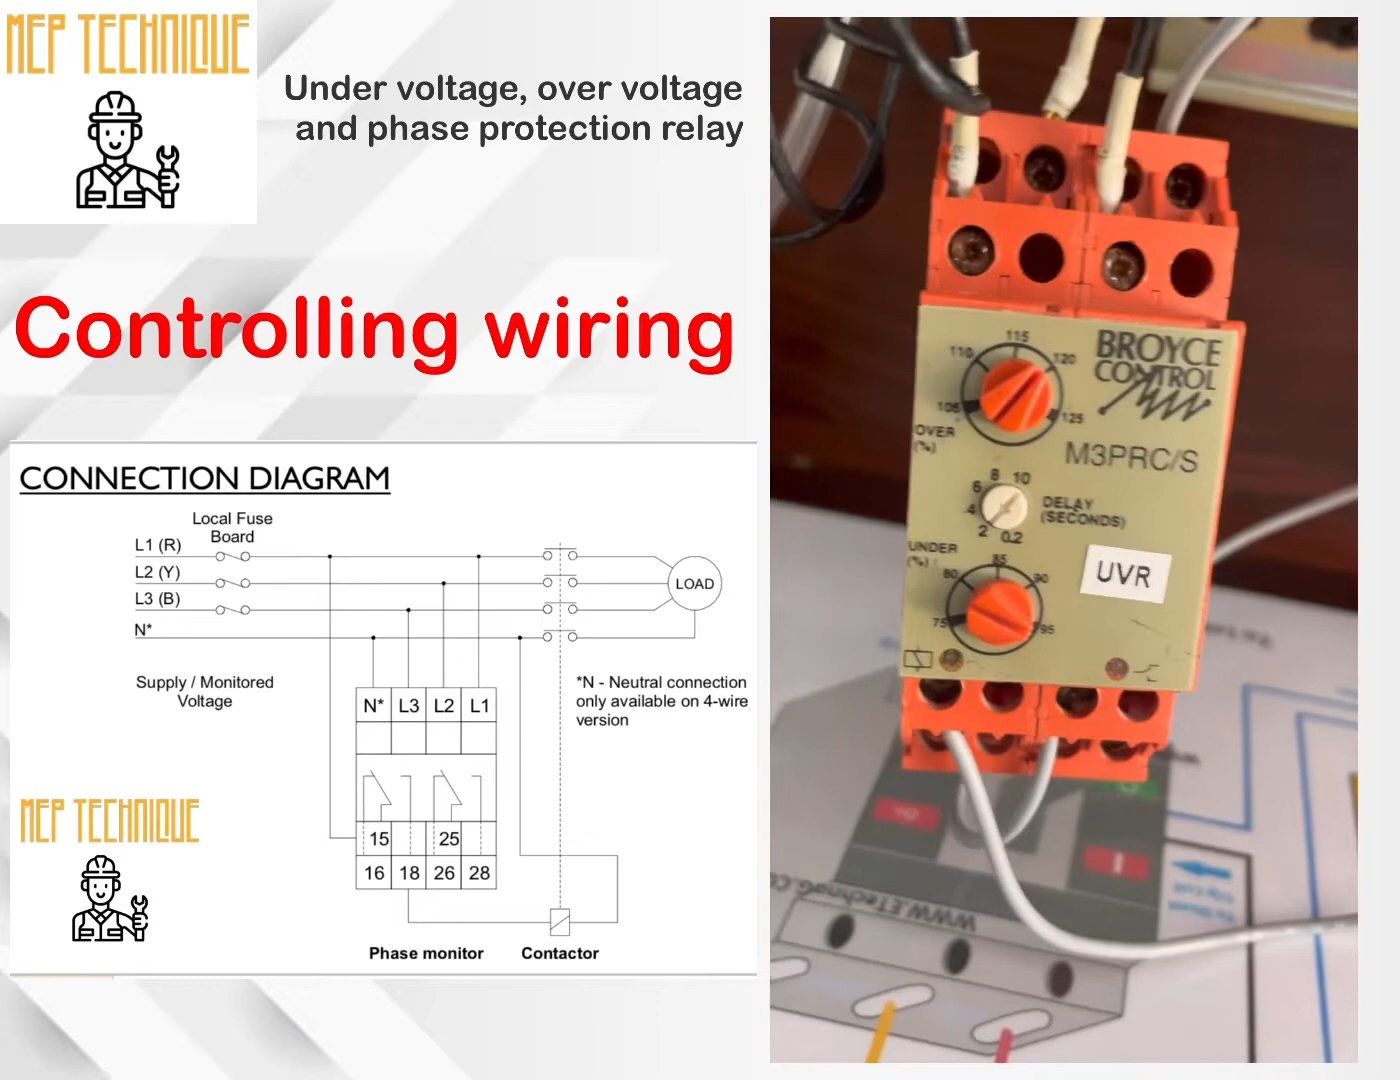 MEP TECHNIQUE
Under voltage, over voltage
and phase protection relay
Controlling wiring
CONNECTION DIAGRAM
Local Fuse
Board
L1 (R)
L2 (Y)
L3 (B)
N*
LOAD
Supply / Monitored
Voltage
*N - Neutral connection
only available on 4-wire
version
N* L3 L2 L1
15 25
16 18 26 28
Phase monitor
Contactor
MEP TECHNIQUE
BROYCE
CONTROL
M3PRC/S
105 110 115 120 125
OVER
(%)
2 4 6 8 10 0.2
DELAY
(SECONDS)
UNDER
(%)
75 80 85 90 95
UVR